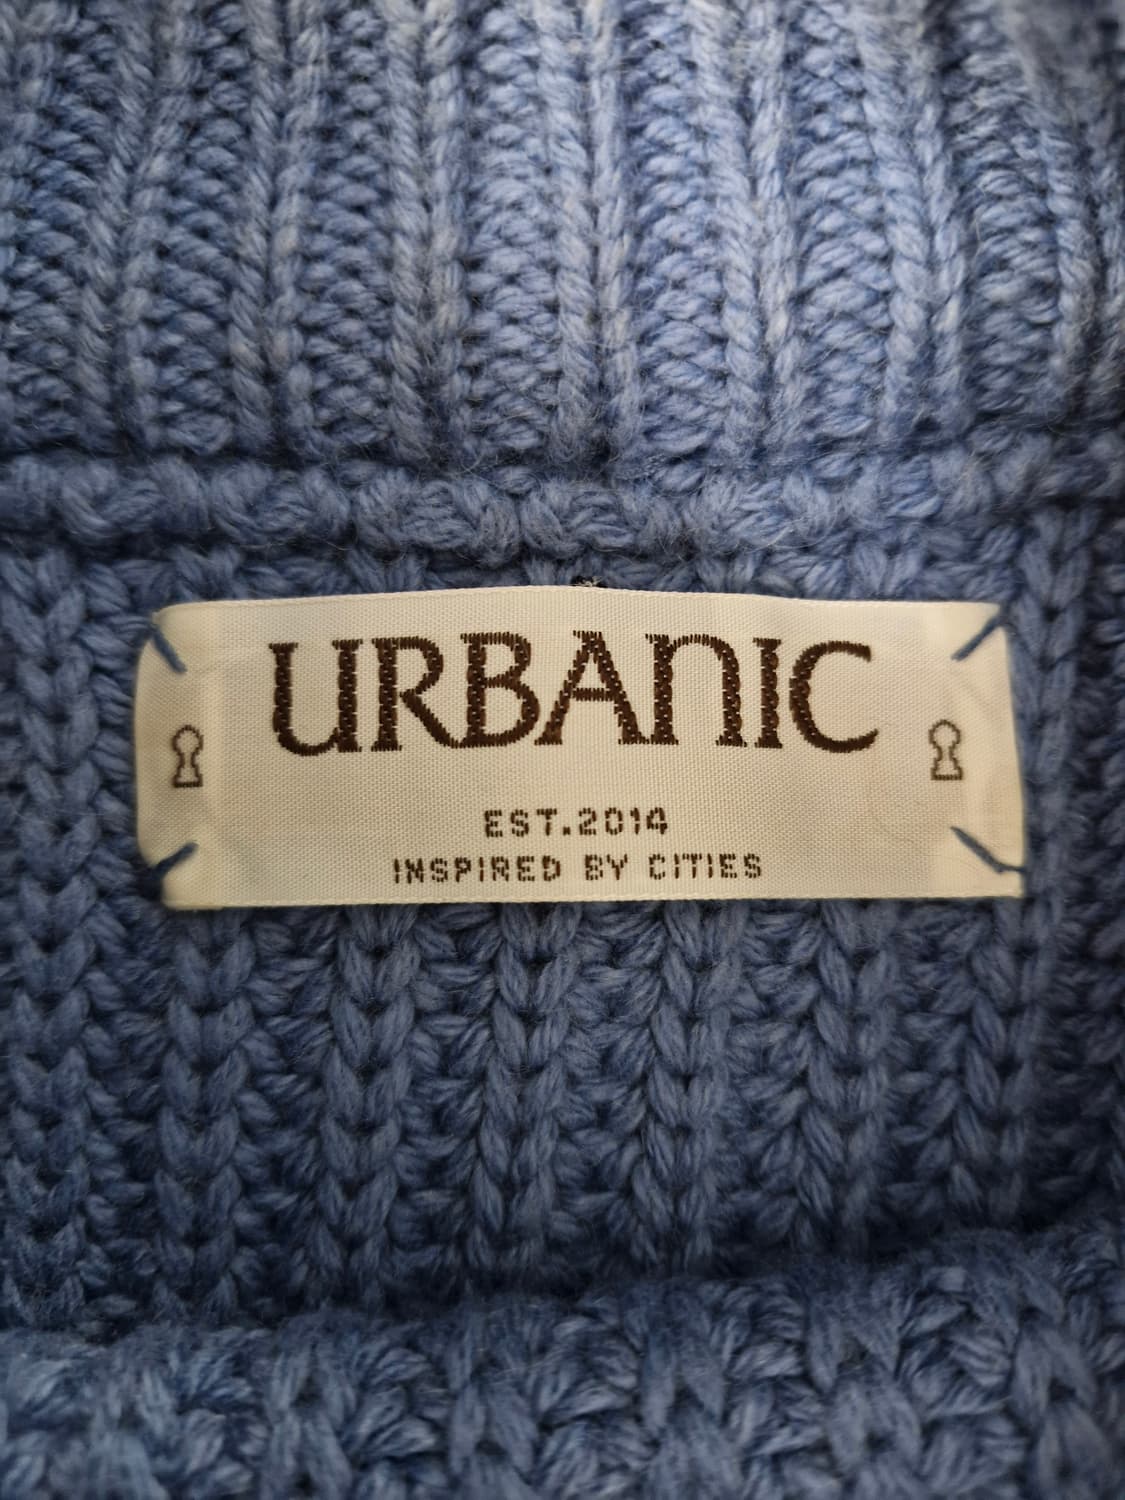 URBANIC
EST.2014
INSPIRED BY CITIES